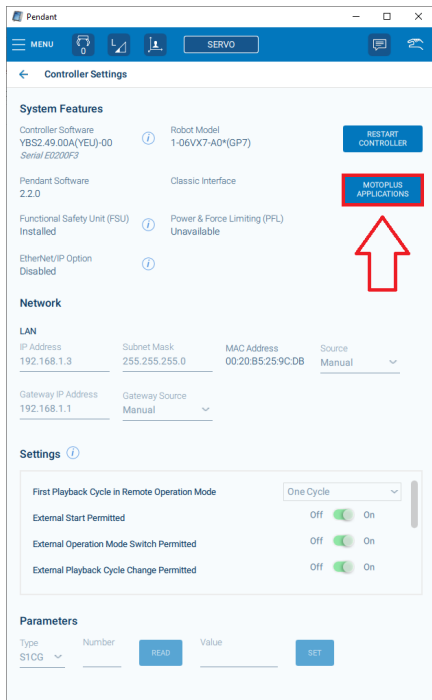 Pendant
MENU
0
SERVO
Controller Settings
System Features
Controller Software
YBS2.49.00A(YEU)-00
Serial E0200F3
Robot Model
1-06VX7-A0*(GP7)
RESTART
CONTROLLER
Pendant Software
2.2.0
Classic Interface
MOTOPLUS
APPLICATIONS
Functional Safety Unit (FSU)
Installed
Power & Force Limiting (PFL)
Unavailable
EtherNet/IP Option
Disabled
Network
LAN
IP Address
192.168.1.3
Subnet Mask
255.255.255.0
MAC Address
00:20:B5:25:9C:DB
Source
Manual
Gateway IP Address
192.168.1.1
Gateway Source
Manual
Settings
First Playback Cycle in Remote Operation Mode
One Cycle
External Start Permitted
Off On
External Operation Mode Switch Permitted
Off On
External Playback Cycle Change Permitted
Off On
Parameters
Type
S1CG
Number
READ
Value
SET